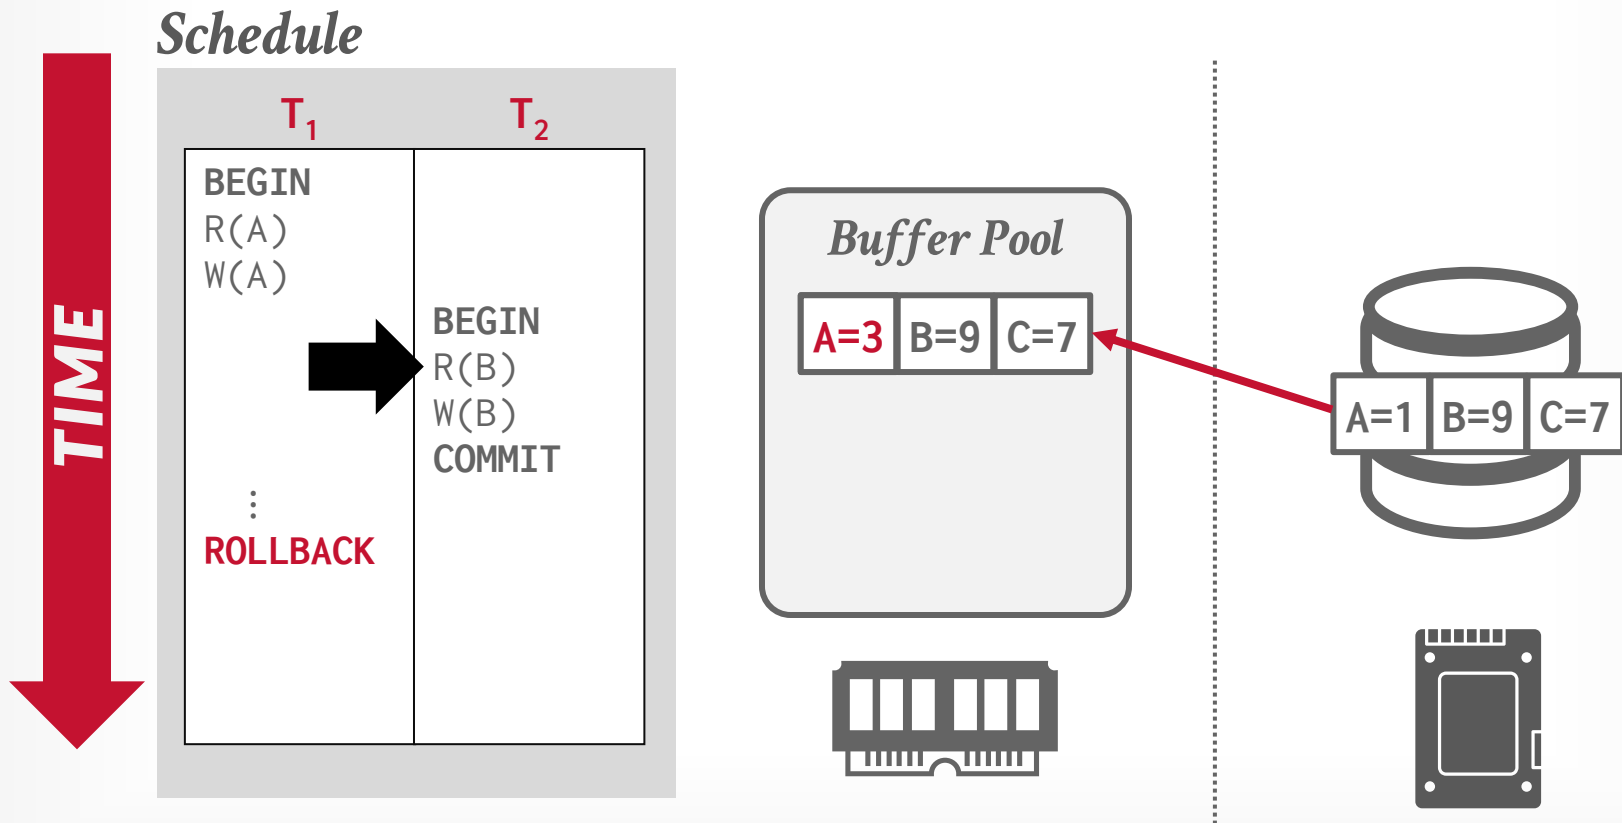 Schedule
TIME
T₁ T₂
BEGIN
R(A)
W(A)
BEGIN
R(B)
W(B)
COMMIT
⋮
ROLLBACK
Buffer Pool
A=3 B=9 C=7
A=1 B=9 C=7